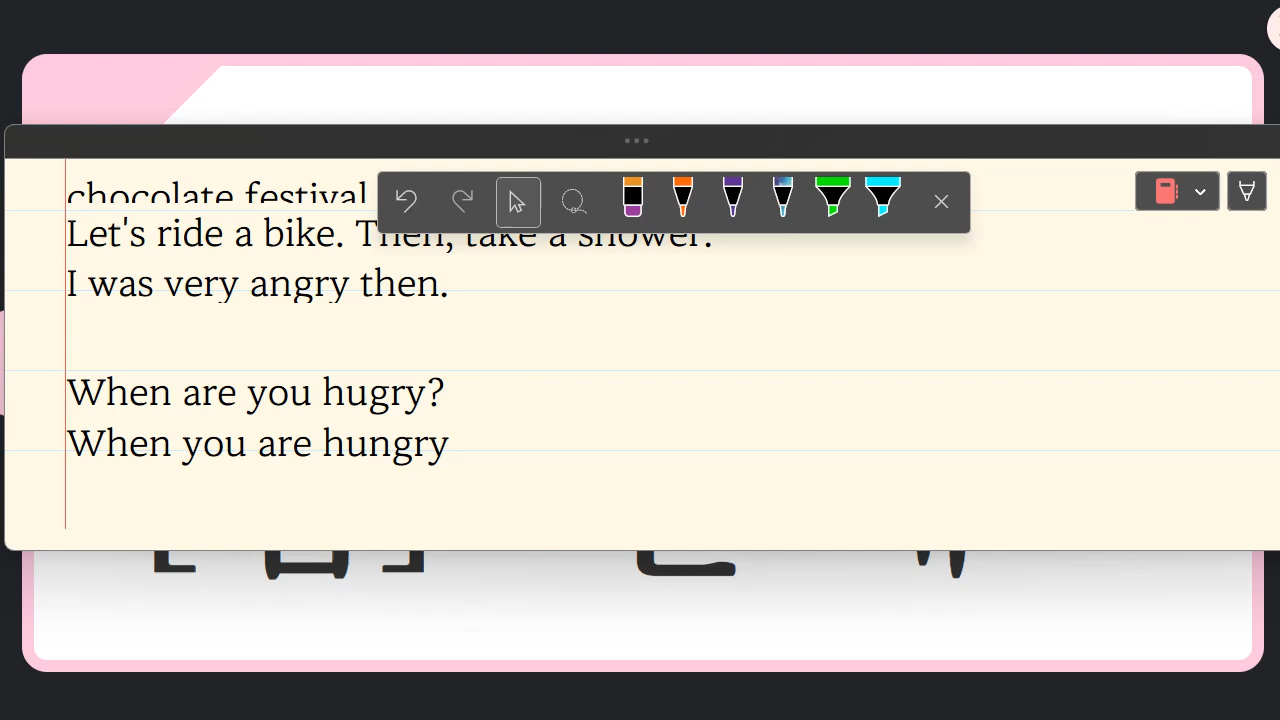 chocolate festival
Let's ride a bike. Then, take a shower.
I was very angry then.
When are you hugry?
When you are hungry